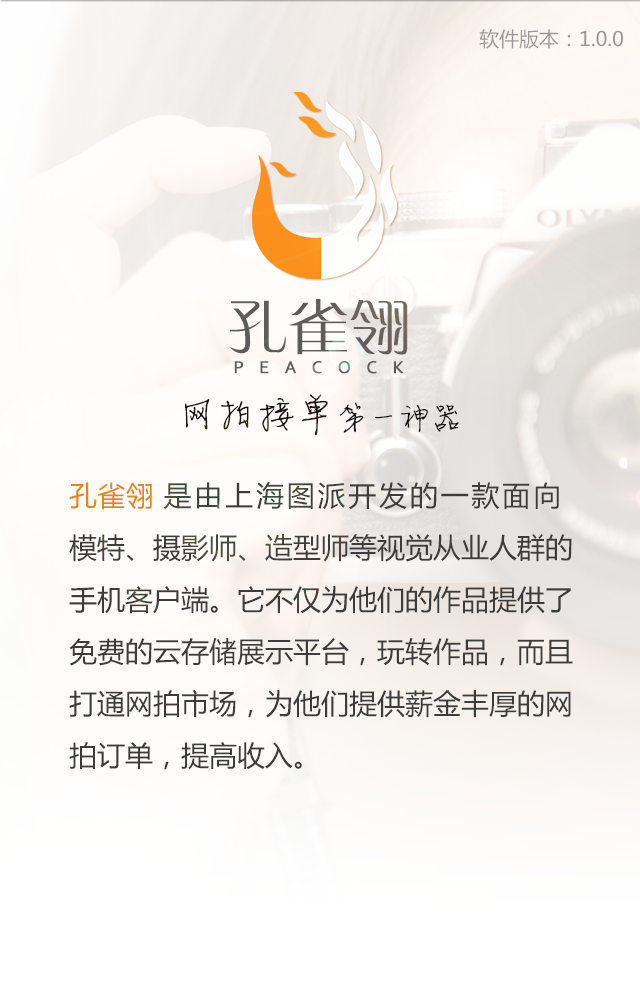 软件版本：1.0.0
OLYM
孔雀翎
PEACOCK
网拍接单第一神器
孔雀翎 是由上海图派开发的一款面向
模特、摄影师、造型师等视觉从业人群的
手机客户端。它不仅为他们的作品提供了
免费的云存储展示平台，玩转作品，而且
打通网拍市场，为他们提供薪金丰厚的网
拍订单，提高收入。